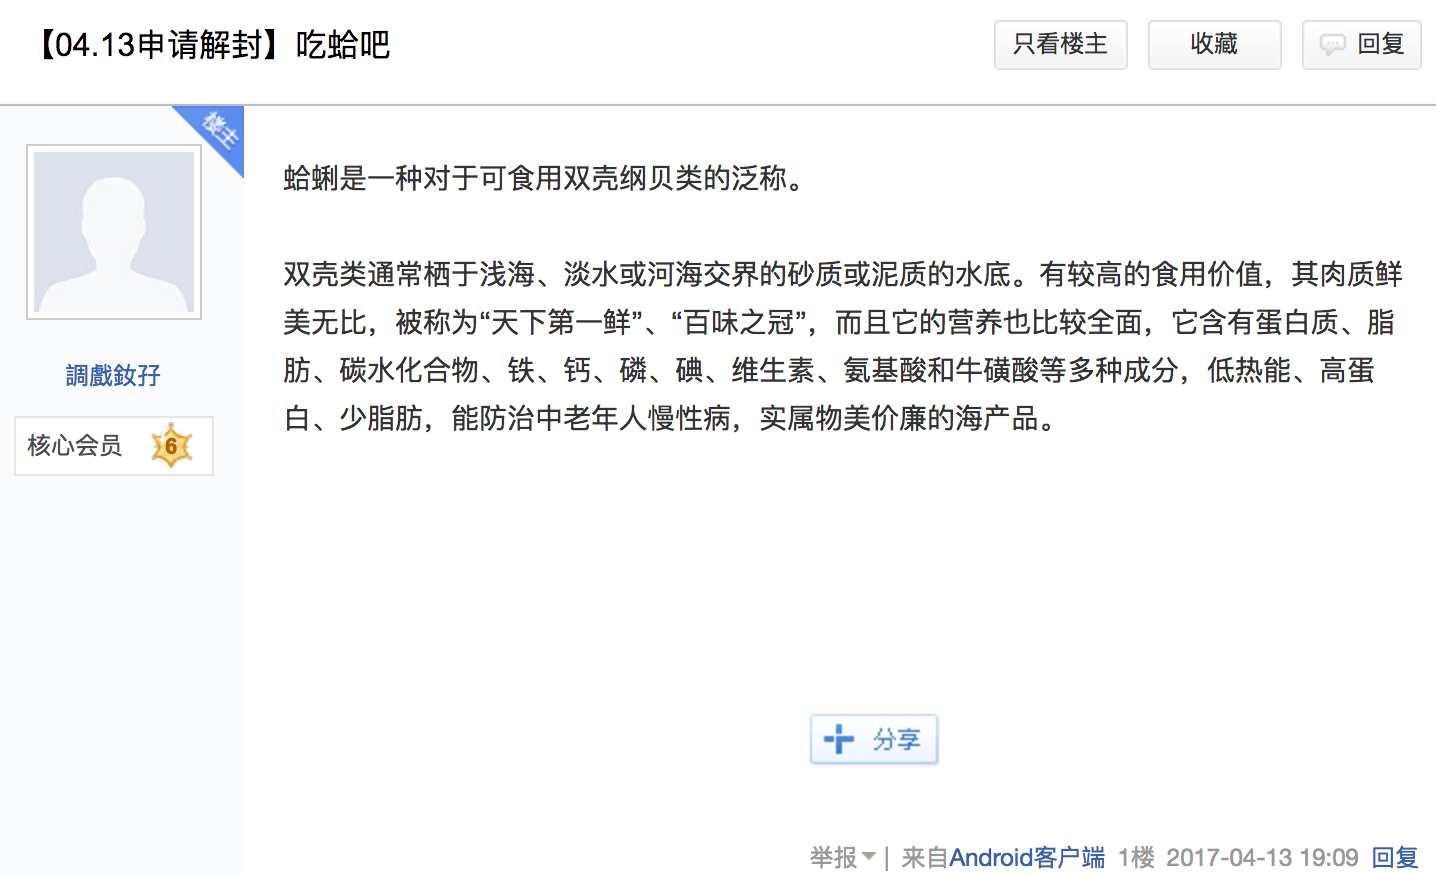 【04.13申请解封】吃蛤吧
只看楼主
收藏
回复
楼主
調戲敥孖
核心会员 6
蛤蜊是一种对于可食用双壳纲贝类的泛称。
双壳类通常栖于浅海、淡水或河海交界的砂质或泥质的水底。有较高的食用价值，其肉质鲜
美无比，被称为“天下第一鲜”、“百味之冠”，而且它的营养也比较全面，它含有蛋白质、脂
肪、碳水化合物、铁、钙、磷、碘、维生素、氨基酸和牛磺酸等多种成分，低热能、高蛋
白、少脂肪，能防治中老年人慢性病，实属物美价廉的海产品。
分享
举报 | 来自Android客户端 1楼 2017-04-13 19:09 回复